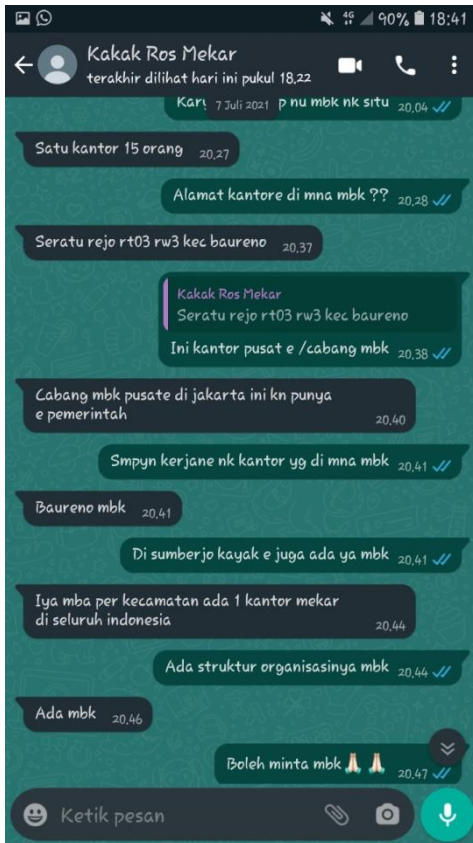 4G 90% 18:41
Kakak Ros Mekar
terakhir dilihat hari ini pukul 18.22
7 Juli 2021
nu mbk nk situ 20.04
Satu kantor 15 orang 20.27
Alamat kantore di mna mbk ?? 20.28
Seratu rejo rt03 rw3 kec baureno 20.37
Kakak Ros Mekar
Seratu rejo rt03 rw3 kec baureno
Ini kantor pusat e /cabang mbk 20.38
Cabang mbk pusate di jakarta ini kn punya
e pemerintah 20.40
Smpyn kerjane nk kantor yg di mna mbk 20.41
Baureno mbk 20.41
Di sumberjo kayak e juga ada ya mbk 20.41
Iya mba per kecamatan ada 1 kantor mekar
di seluruh indonesia 20.44
Ada struktur organisasinya mbk 20.44
Ada mbk 20.46
Boleh minta mbk 🙏🏻 🙏🏻 20.47
Ketik pesan